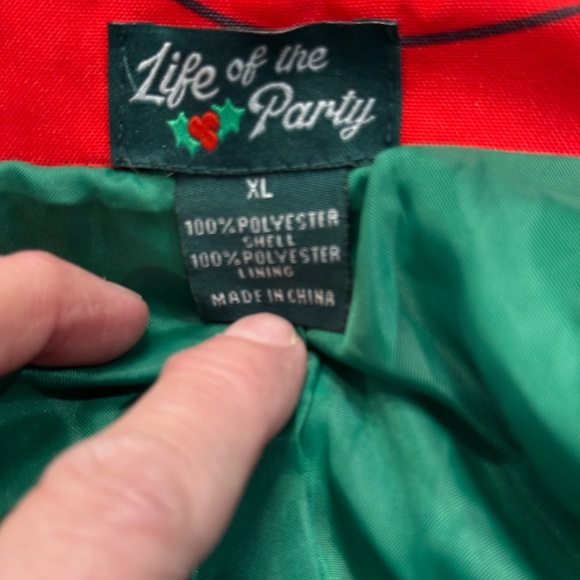 Life of the
Party
XL
100% POLYESTER
SHELL
100% POLYESTER
LINING
MADE IN CHINA